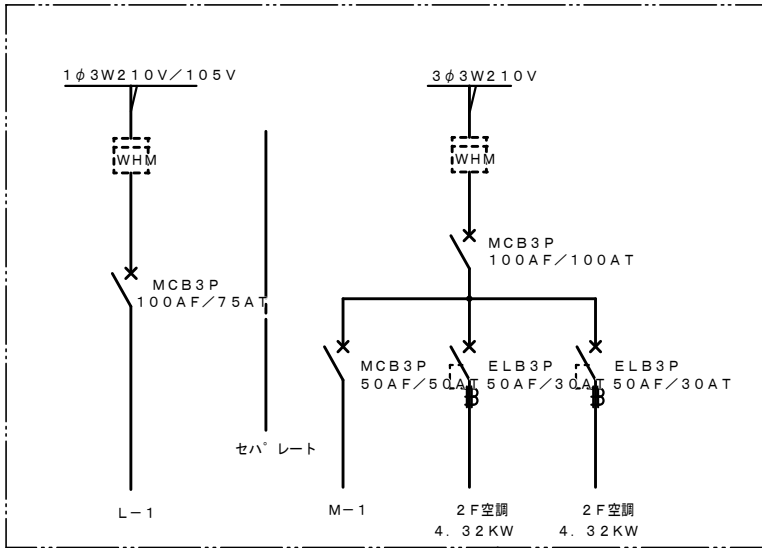 1φ3W210V/105V
3φ3W210V
WHM
WHM
MCB3P
100AF/100AT
MCB3P
100AF/75AT
MCB3P
50AF/50AT
ELB3P
50AF/30AT
ELB3P
50AF/30AT
セパレート
L-1
M-1
2F空調
4.32KW
2F空調
4.32KW